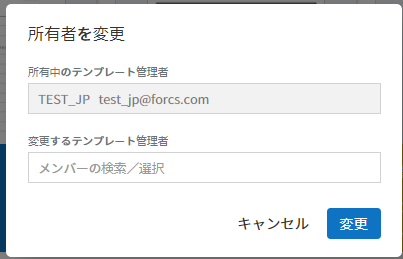 所有者を変更
所有中のテンプレート管理者
TEST_JP test_jp@forcs.com
変更するテンプレート管理者
メンバーの検索／選択
キャンセル 変更